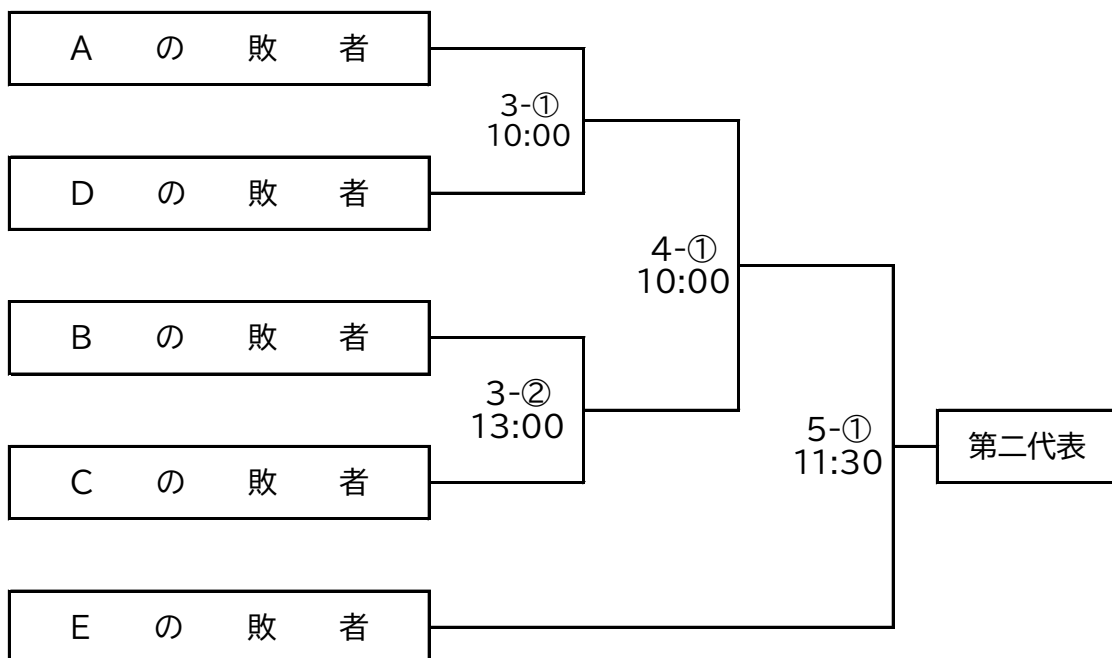 A の 敗 者
3-①
10:00
D の 敗 者
4-①
10:00
B の 敗 者
3-②
13:00
5-①
11:30
第二代表
C の 敗 者
E の 敗 者